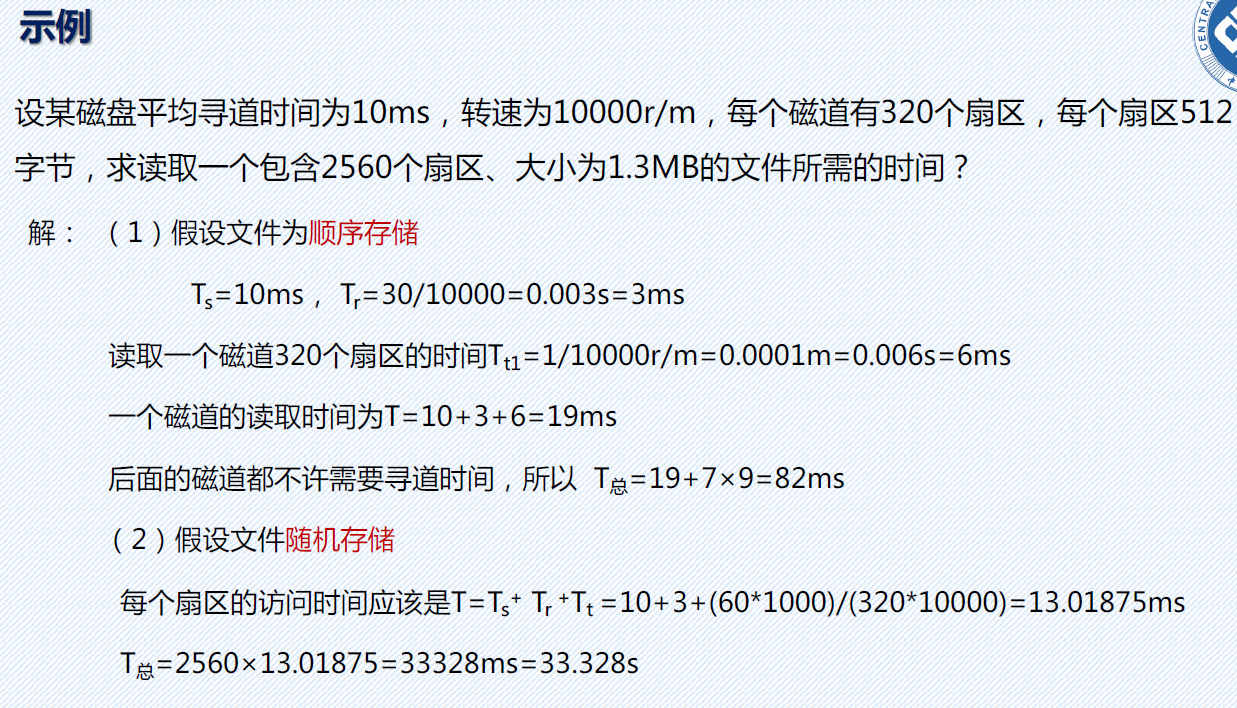 示例
CENTRA
设某磁盘平均寻道时间为10ms，转速为10000r/m，每个磁道有320个扇区，每个扇区512
字节，求读取一个包含2560个扇区、大小为1.3MB的文件所需的时间？
解：（1）假设文件为顺序存储
Ts=10ms，Tr=30/10000=0.003s=3ms
读取一个磁道320个扇区的时间Tt1=1/10000r/m=0.0001m=0.006s=6ms
一个磁道的读取时间为T=10+3+6=19ms
后面的磁道都不许需要寻道时间，所以 T总=19+7×9=82ms
（2）假设文件随机存储
每个扇区的访问时间应该是T=Ts+ Tr +Tt =10+3+(60*1000)/(320*10000)=13.01875ms
T总=2560×13.01875=33328ms=33.328s